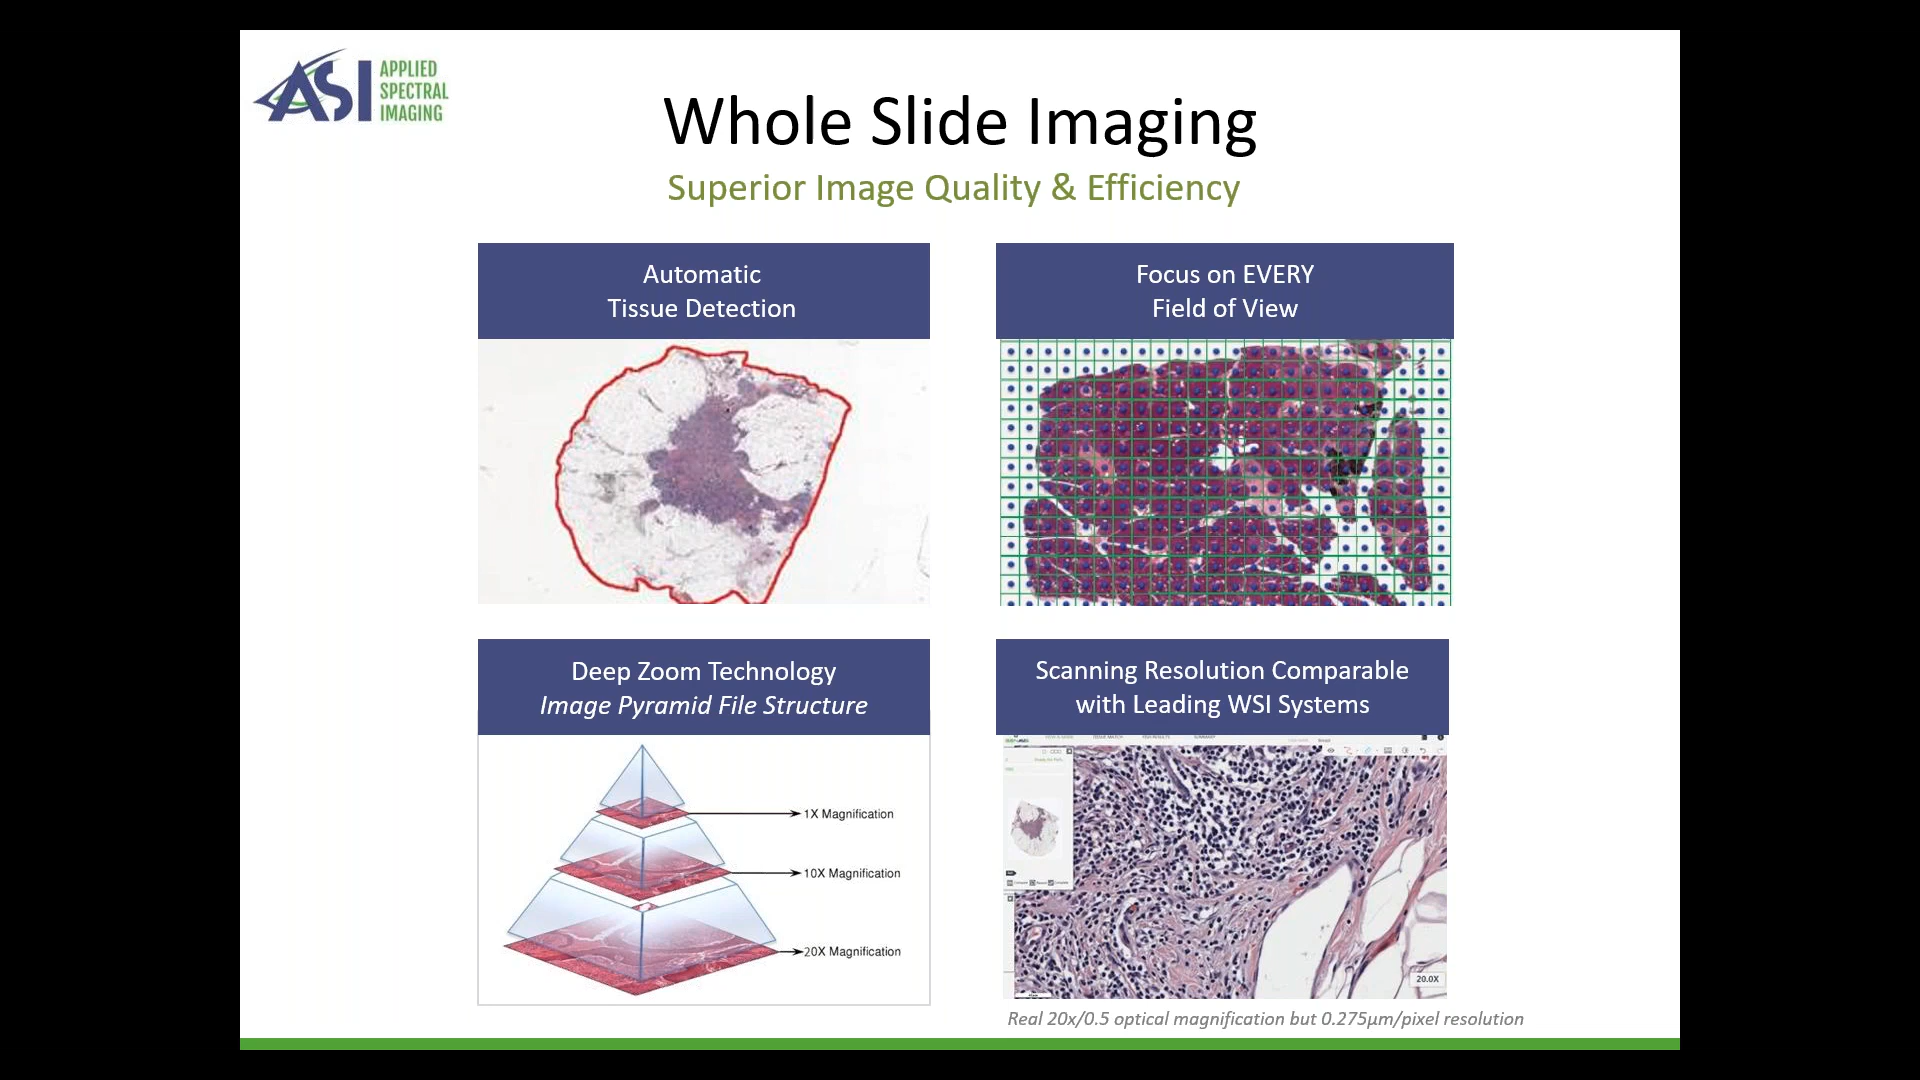 ASI APPLIED
SPECTRAL
IMAGING
Whole Slide Imaging
Superior Image Quality & Efficiency
Automatic
Tissue Detection
Focus on EVERY
Field of View
Deep Zoom Technology
Image Pyramid File Structure
1X Magnification
10X Magnification
20X Magnification
Scanning Resolution Comparable
with Leading WSI Systems
20.0X
Real 20x/0.5 optical magnification but 0.275µm/pixel resolution